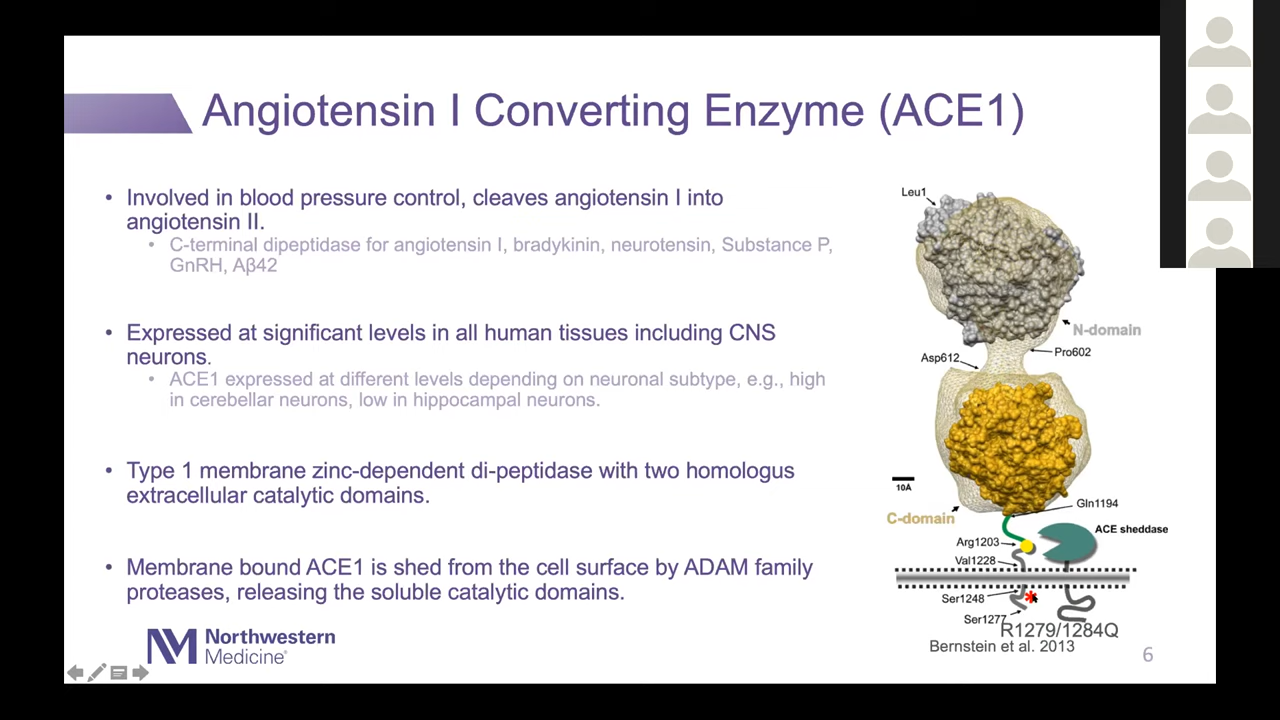 Angiotensin I Converting Enzyme (ACE1)
• Involved in blood pressure control, cleaves angiotensin I into
angiotensin II.
• C-terminal dipeptidase for angiotensin I, bradykinin, neurotensin, Substance P,
GnRH, Aβ42
• Expressed at significant levels in all human tissues including CNS
neurons.
• ACE1 expressed at different levels depending on neuronal subtype, e.g., high
in cerebellar neurons, low in hippocampal neurons.
• Type 1 membrane zinc-dependent di-peptidase with two homologus
extracellular catalytic domains.
• Membrane bound ACE1 is shed from the cell surface by ADAM family
proteases, releasing the soluble catalytic domains.
Leu1
N-domain
Pro602
Asp612
10Å
Gln1194
C-domain
ACE sheddase
Arg1203
Val1228
Ser1248
*
Ser1277
R1279/1284Q
Bernstein et al. 2013
NM Northwestern
Medicine®
6